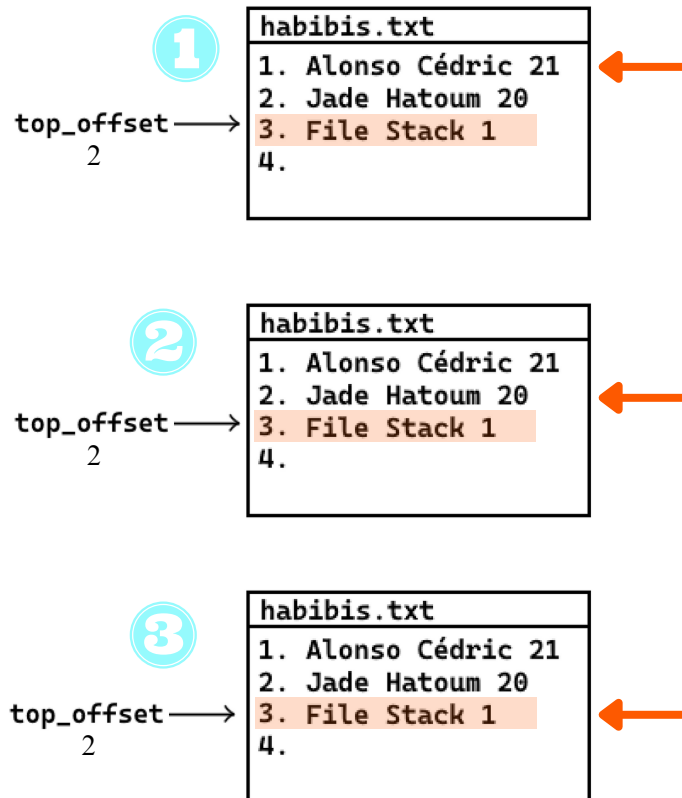 1
habibis.txt
1. Alonso Cédric 21
2. Jade Hatoum 20
top_offset
3. File Stack 1
2
4.
2
habibis.txt
1. Alonso Cédric 21
2. Jade Hatoum 20
top_offset
3. File Stack 1
2
4.
3
habibis.txt
1. Alonso Cédric 21
2. Jade Hatoum 20
top_offset
3. File Stack 1
2
4.